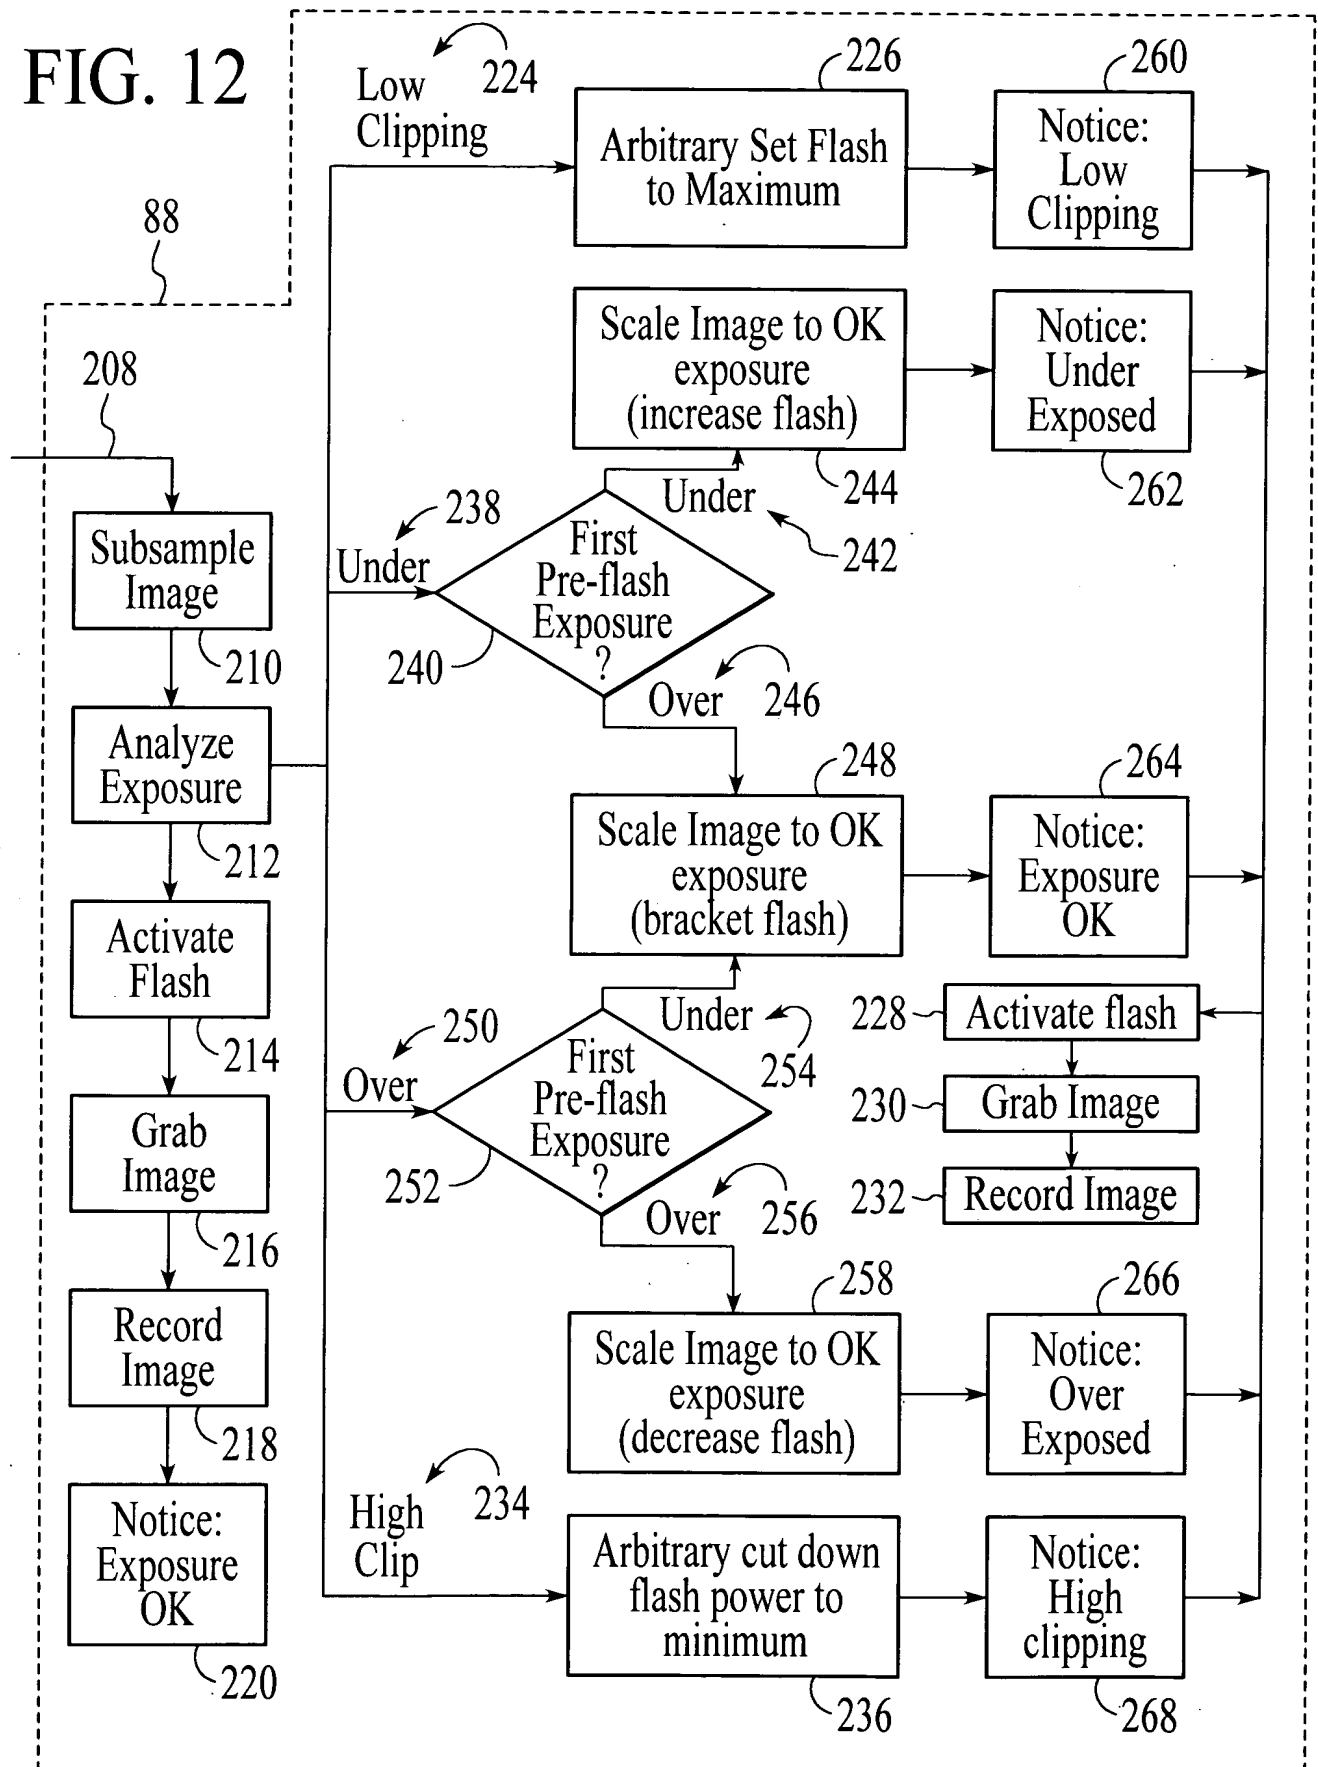 FIG. 12
88
208
Subsample
Image
210
Analyze
Exposure
212
Activate
Flash
214
Grab
Image
216
Record
Image
218
Notice:
Exposure
OK
220
Low
Clipping
224
Arbitrary Set Flash
to Maximum
226
Notice:
Low
Clipping
260
Scale Image to OK
exposure
(increase flash)
244
Notice:
Under
Exposed
262
Under
238
First
Pre-flash
Exposure
?
240
Under
242
Over
246
Scale Image to OK
exposure
(bracket flash)
248
Notice:
Exposure
OK
264
Over
250
First
Pre-flash
Exposure
?
252
Under
254
Over
256
228
Activate flash
230
Grab Image
232
Record Image
Scale Image to OK
exposure
(decrease flash)
258
Notice:
Over
Exposed
266
High
Clip
234
Arbitrary cut down
flash power to
minimum
236
Notice:
High
clipping
268